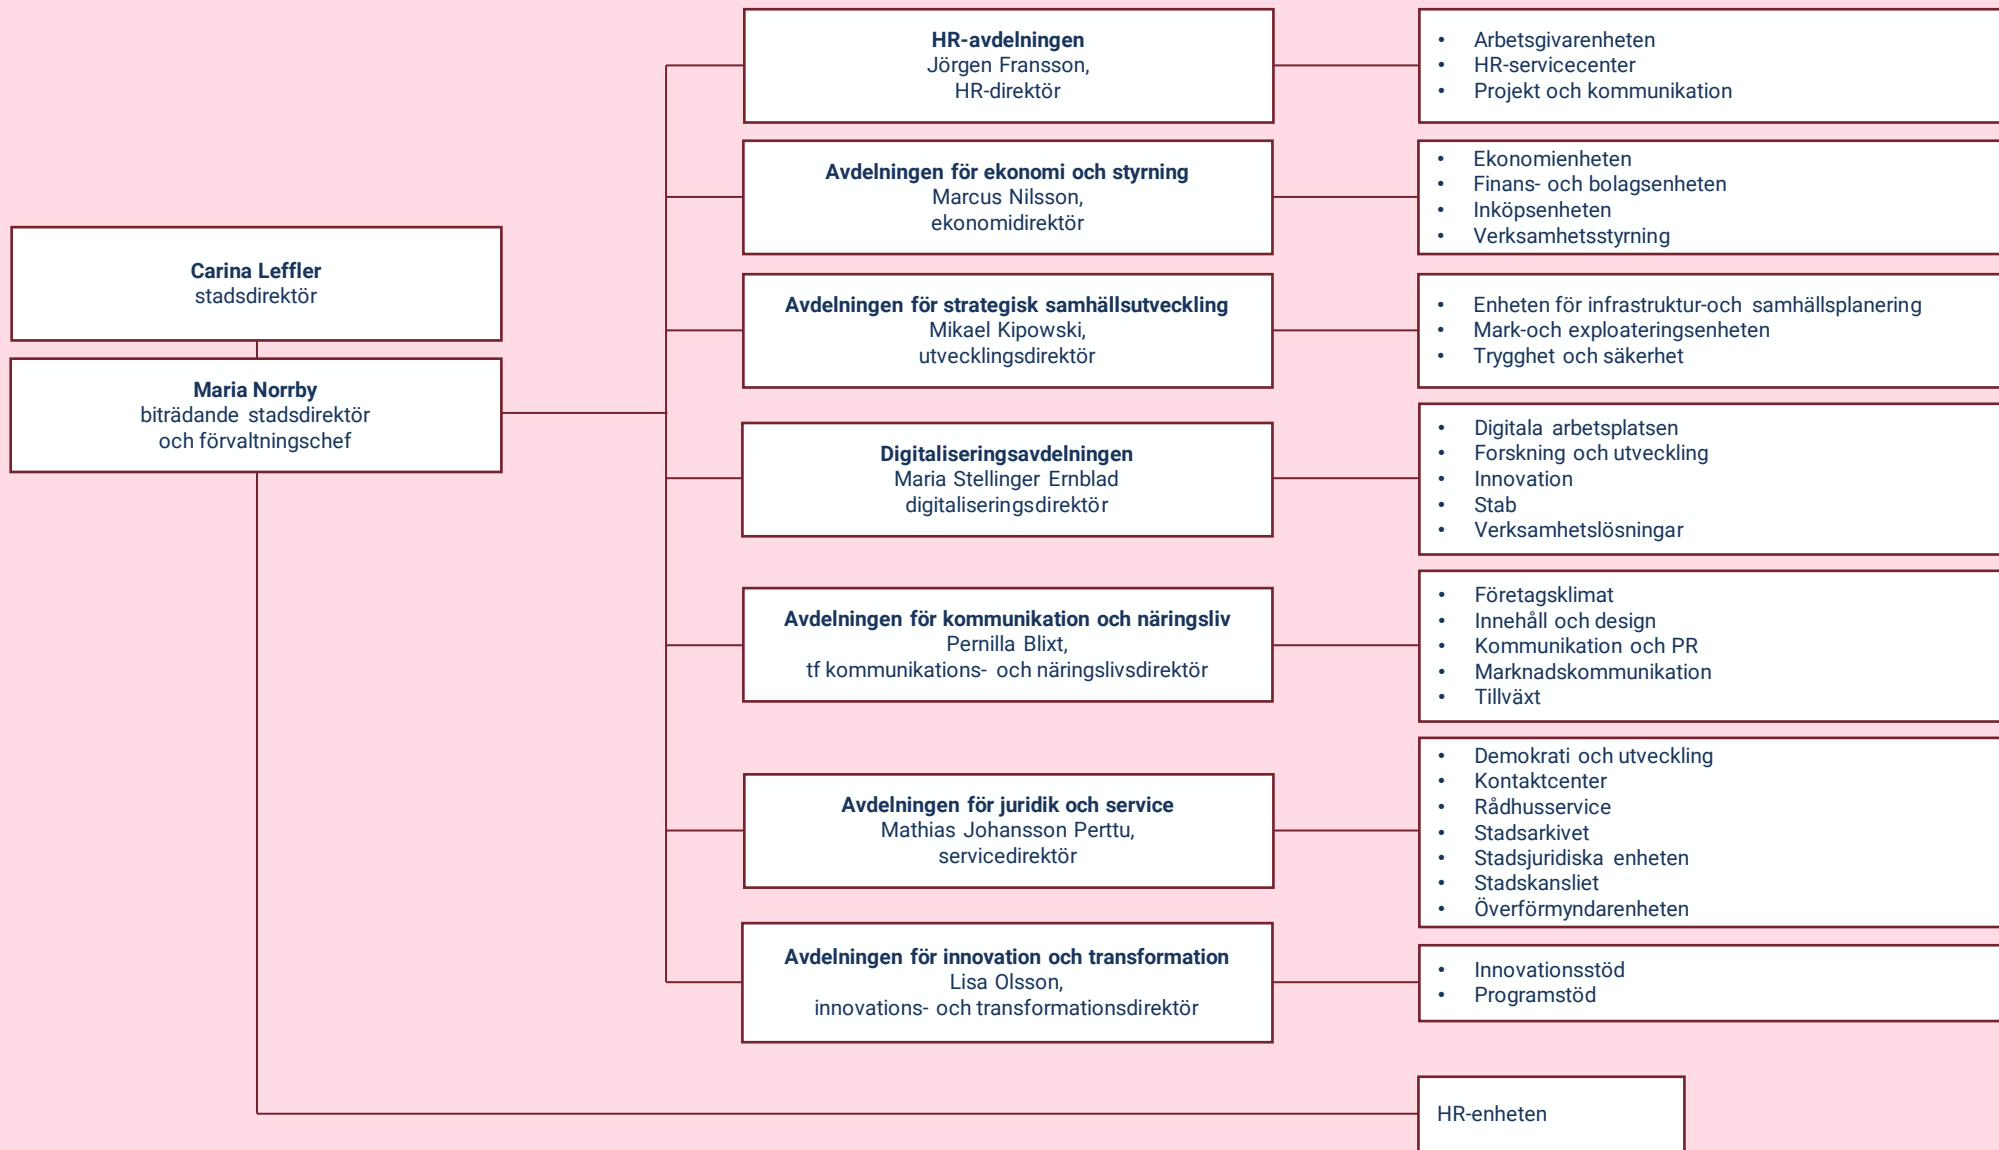 Carina Leffler
stadsdirektör
Maria Norrby
biträdande stadsdirektör
och förvaltningschef
HR-avdelningen
Jörgen Fransson,
HR-direktör
• Arbetsgivarenheten
• HR-servicecenter
• Projekt och kommunikation
Avdelningen för ekonomi och styrning
Marcus Nilsson,
ekonomidirektör
• Ekonomienheten
• Finans- och bolagsenheten
• Inköpsenheten
• Verksamhetsstyrning
Avdelningen för strategisk samhällsutveckling
Mikael Kipowski,
utvecklingsdirektör
• Enheten för infrastruktur-och samhällsplanering
• Mark-och exploateringsenheten
• Trygghet och säkerhet
Digitaliseringsavdelningen
Maria Stellinger Ernblad
digitaliseringsdirektör
• Digitala arbetsplatsen
• Forskning och utveckling
• Innovation
• Stab
• Verksamhetslösningar
Avdelningen för kommunikation och näringsliv
Pernilla Blixt,
tf kommunikations- och näringslivsdirektör
• Företagsklimat
• Innehåll och design
• Kommunikation och PR
• Marknadskommunikation
• Tillväxt
Avdelningen för juridik och service
Mathias Johansson Perttu,
servicedirektör
• Demokrati och utveckling
• Kontaktcenter
• Rådhusservice
• Stadsarkivet
• Stadsjuridiska enheten
• Stadskansliet
• Överförmyndarenheten
Avdelningen för innovation och transformation
Lisa Olsson,
innovations- och transformationsdirektör
• Innovationsstöd
• Programstöd
HR-enheten